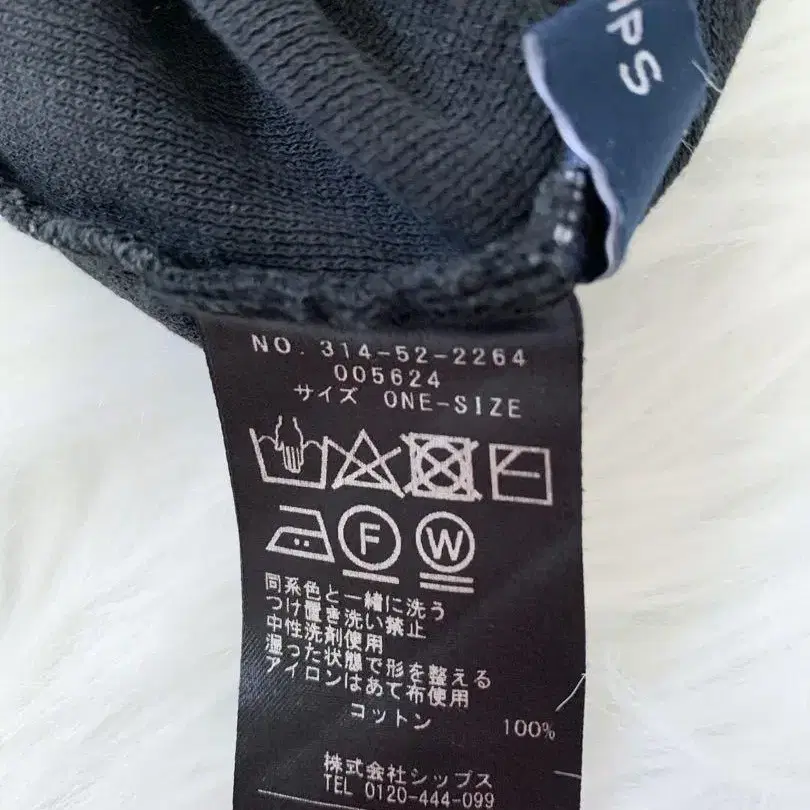 ɪPS
NO. 314-52-2264
005624
サイズ ONE-SIZE
F W
同系色と一緒に洗う
つけ置き洗い禁止
中性洗剤使用
湿った状態で形を整える
アイロンはあて布使用
コットン 100%
株式会社シップス
TEL 0120-444-099